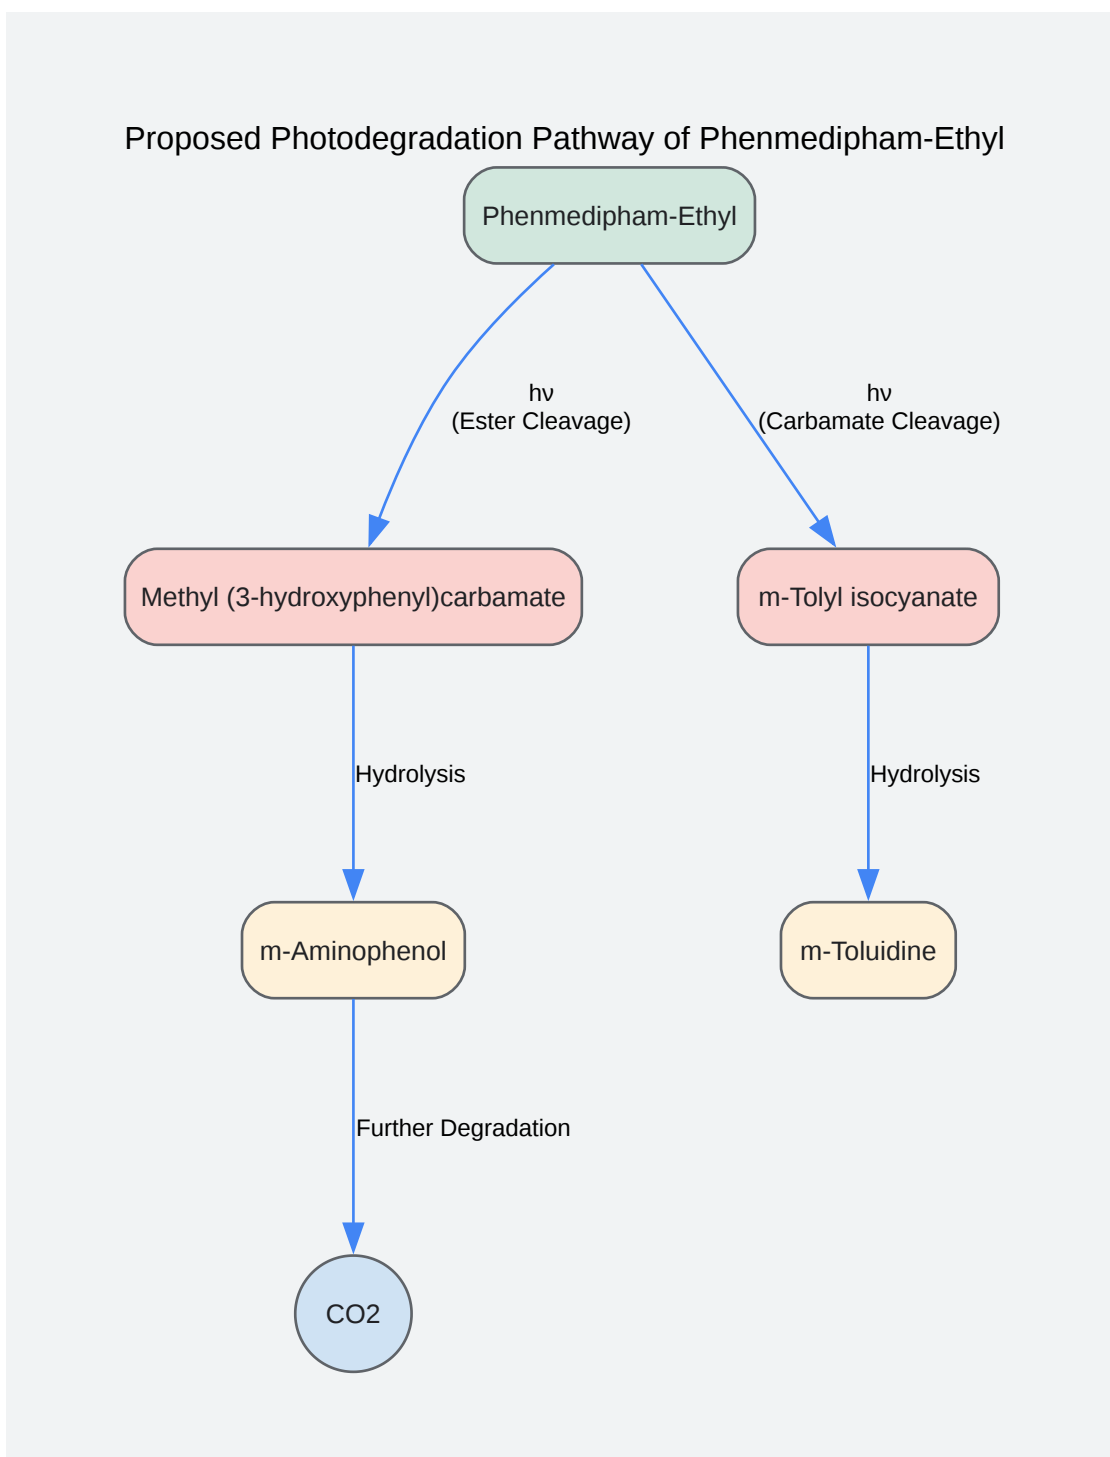 Proposed Photodegradation Pathway of Phenmedipham-Ethyl
Phenmedipham-Ethyl
hν
(Ester Cleavage)
hν
(Carbamate Cleavage)
Methyl (3-hydroxyphenyl)carbamate
m-Tolyl isocyanate
Hydrolysis
Hydrolysis
m-Aminophenol
m-Toluidine
Further Degradation
CO2